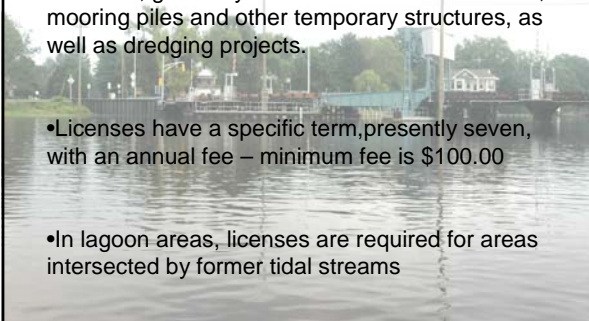 mooring piles and other temporary structures, as
well as dredging projects.
•Licenses have a specific term,presently seven,
with an annual fee – minimum fee is $100.00
•In lagoon areas, licenses are required for areas
intersected by former tidal streams